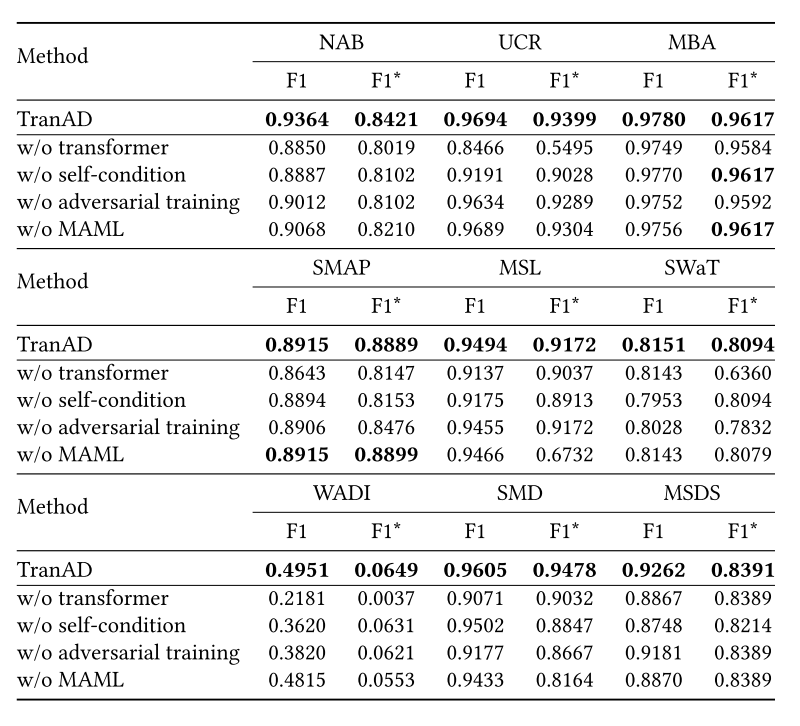 Method NAB UCR MBA
F1 F1* F1 F1* F1 F1*
TranAD 0.9364 0.8421 0.9694 0.9399 0.9780 0.9617
w/o transformer 0.8850 0.8019 0.8466 0.5495 0.9749 0.9584
w/o self-condition 0.8887 0.8102 0.9191 0.9028 0.9770 0.9617
w/o adversarial training 0.9012 0.8102 0.9634 0.9289 0.9752 0.9592
w/o MAML 0.9068 0.8210 0.9689 0.9304 0.9756 0.9617
Method SMAP MSL SWaT
F1 F1* F1 F1* F1 F1*
TranAD 0.8915 0.8889 0.9494 0.9172 0.8151 0.8094
w/o transformer 0.8643 0.8147 0.9137 0.9037 0.8143 0.6360
w/o self-condition 0.8894 0.8153 0.9175 0.8913 0.7953 0.8094
w/o adversarial training 0.8906 0.8476 0.9455 0.9172 0.8028 0.7832
w/o MAML 0.8915 0.8899 0.9466 0.6732 0.8143 0.8079
Method WADI SMD MSDS
F1 F1* F1 F1* F1 F1*
TranAD 0.4951 0.0649 0.9605 0.9478 0.9262 0.8391
w/o transformer 0.2181 0.0037 0.9071 0.9032 0.8867 0.8389
w/o self-condition 0.3620 0.0631 0.9502 0.8847 0.8748 0.8214
w/o adversarial training 0.3820 0.0621 0.9177 0.8667 0.9181 0.8389
w/o MAML 0.4815 0.0553 0.9433 0.8164 0.8870 0.8389